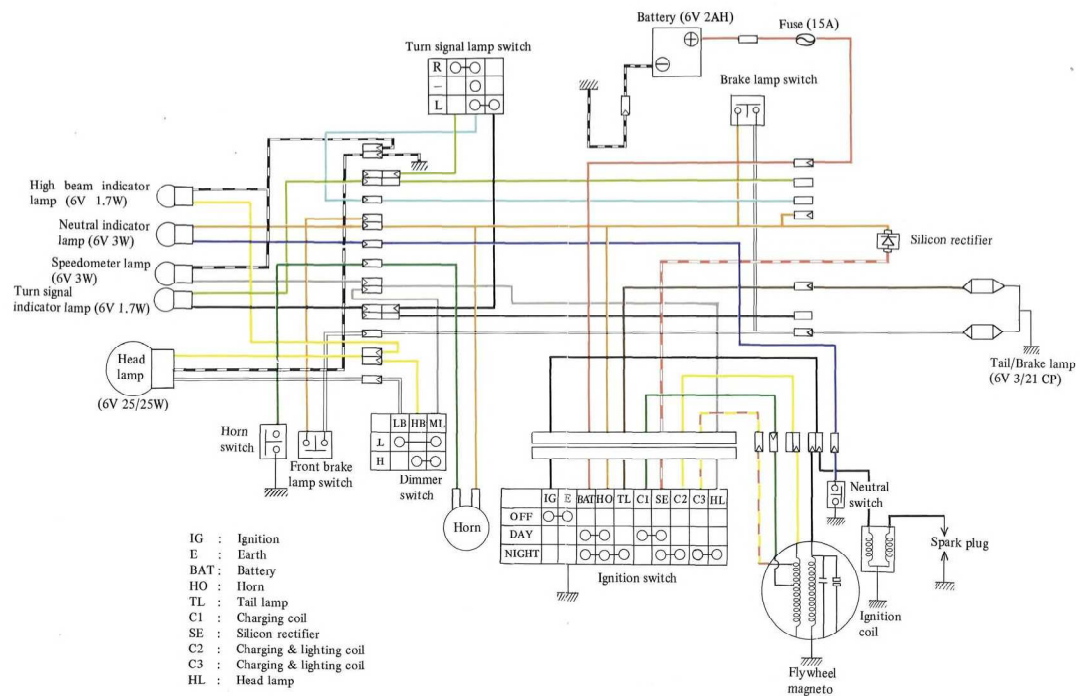 Battery (6V 2AH)
Fuse (15A)
Turn signal lamp switch
R
–
L
Brake lamp switch
High beam indicator
lamp (6V 1.7W)
Neutral indicator
lamp (6V 3W)
Speedometer lamp
(6V 3W)
Turn signal
indicator lamp (6V 1.7W)
Silicon rectifier
Head
lamp
(6V 25/25W)
Tail/Brake lamp
(6V 3/21 CP)
Horn
switch
Front brake
lamp switch
LB HB ML
L
H
Dimmer
switch
Horn
IG E BAT HO TL C1 SE C2 C3 HL
OFF
DAY
NIGHT
Ignition switch
Neutral
switch
Spark plug
Ignition
coil
Flywheel
magneto
IG : Ignition
E : Earth
BAT : Battery
HO : Horn
TL : Tail lamp
C1 : Charging coil
SE : Silicon rectifier
C2 : Charging & lighting coil
C3 : Charging & lighting coil
HL : Head lamp